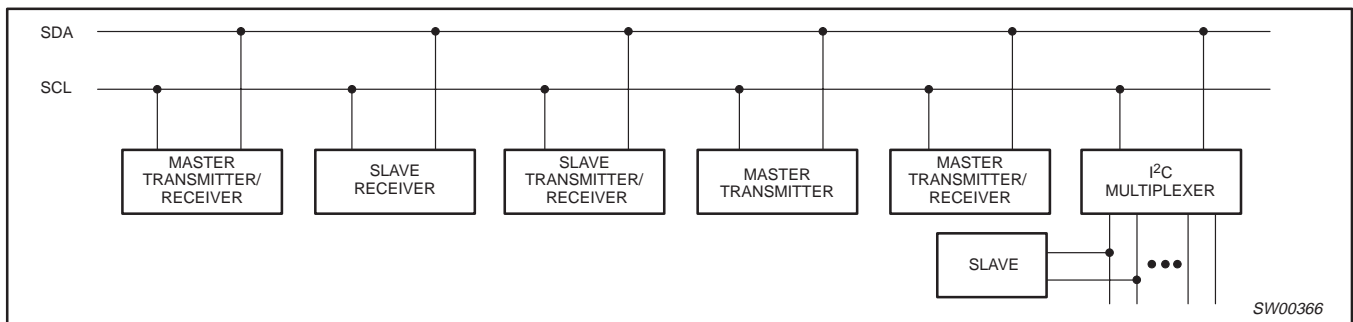 SDA
SCL
MASTER
TRANSMITTER/
RECEIVER
SLAVE
RECEIVER
SLAVE
TRANSMITTER/
RECEIVER
MASTER
TRANSMITTER
MASTER
TRANSMITTER/
RECEIVER
I²C
MULTIPLEXER
SLAVE
SW00366